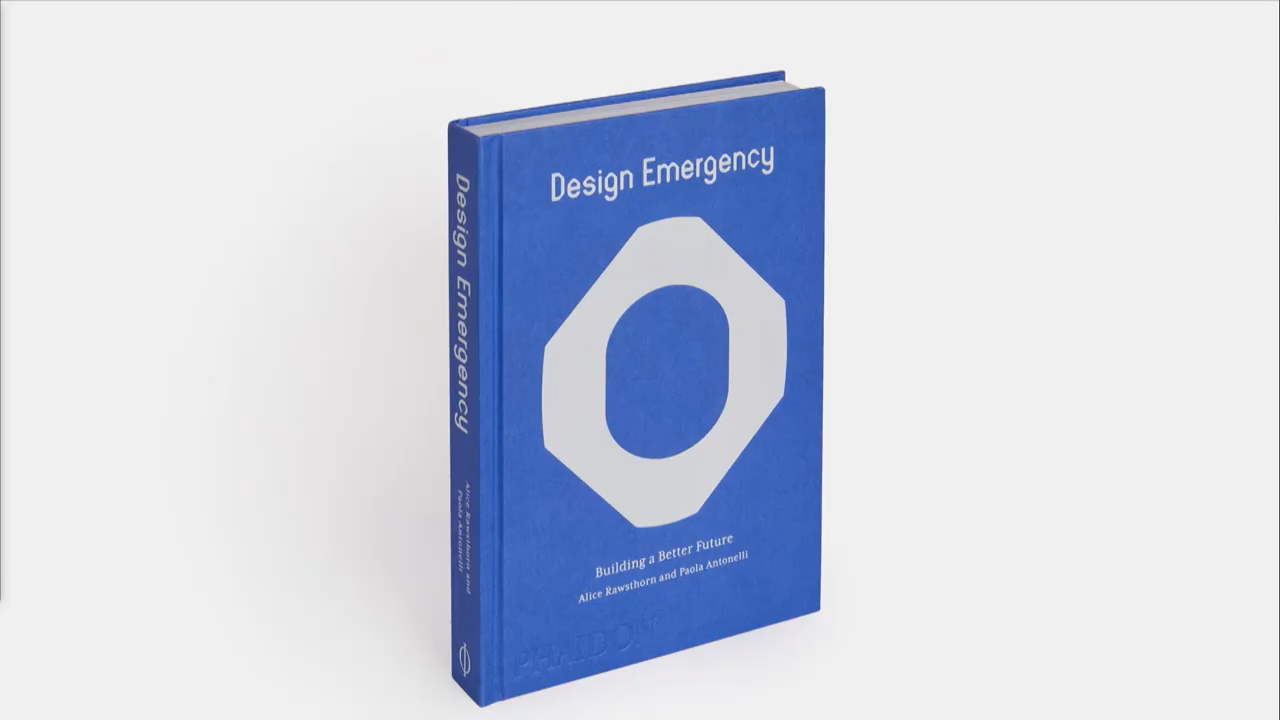 Design Emergency
Building a Better Future
Alice Rawsthorn and Paola Antonelli
PHAIDON
Design Emergency
Alice Rawsthorn and
Paola Antonelli